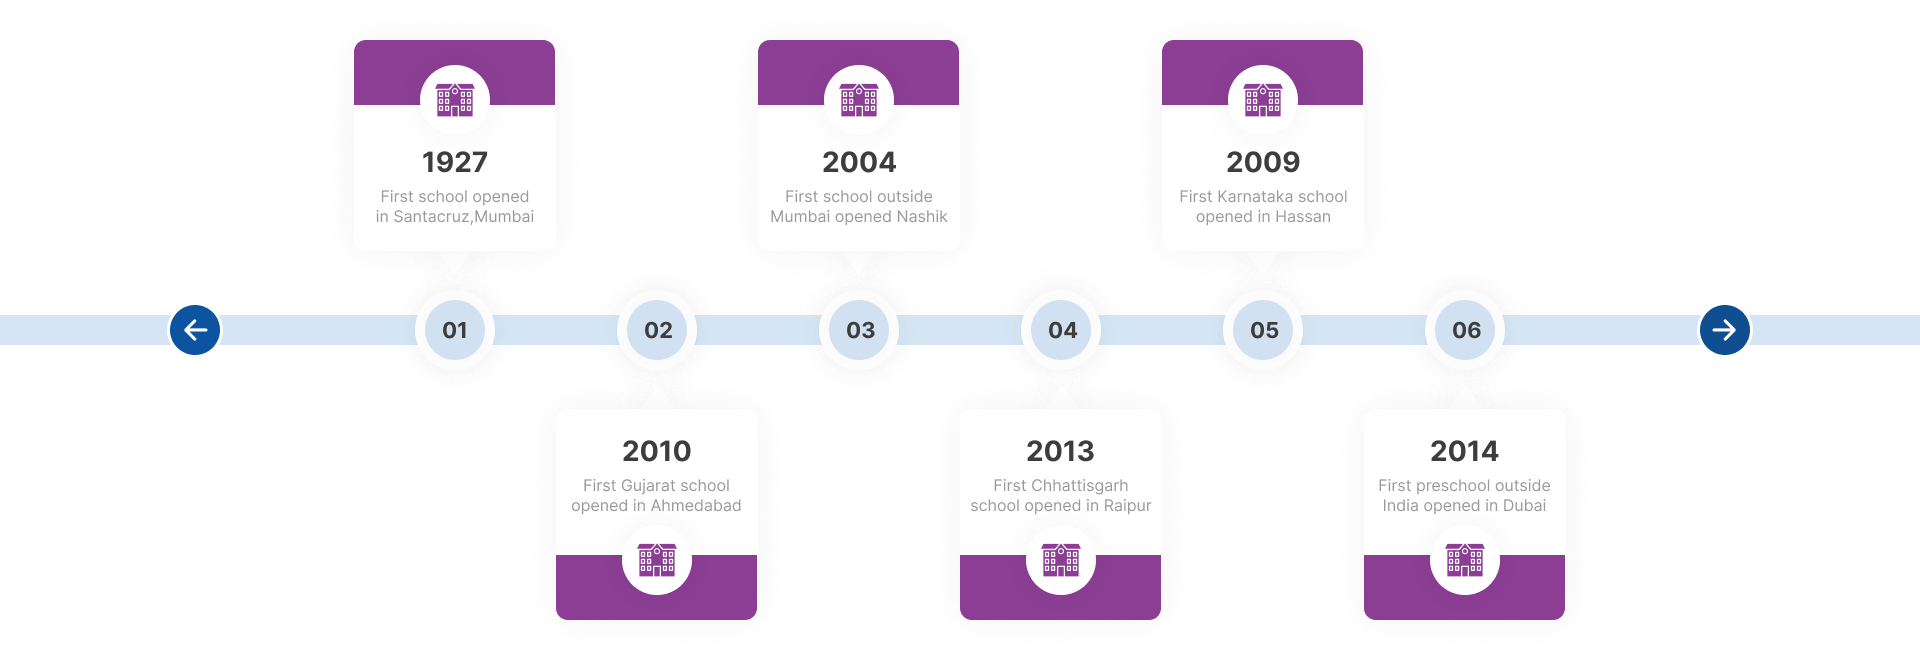 1927
First school opened
in Santacruz,Mumbai
2004
First school outside
Mumbai opened Nashik
2009
First Karnataka school
opened in Hassan
01
02
03
04
05
06
2010
First Gujarat school
opened in Ahmedabad
2013
First Chhattisgarh
school opened in Raipur
2014
First preschool outside
India opened in Dubai